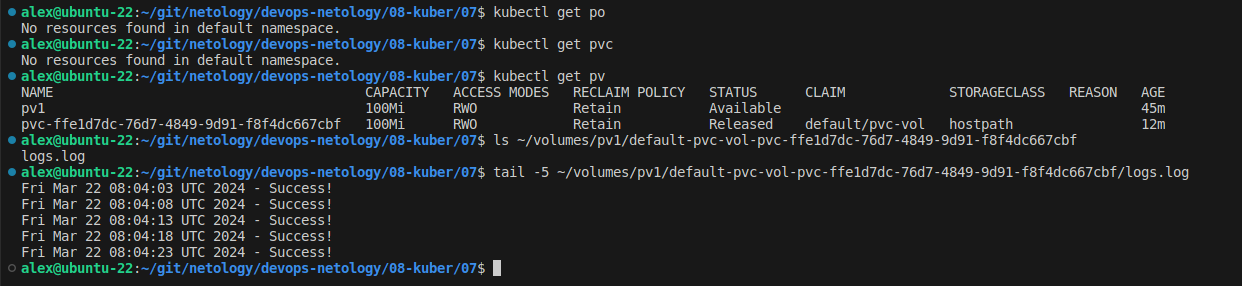 alex@ubuntu-22:~/git/netology/devops-netology/08-kuber/07$ kubectl get po
No resources found in default namespace.
alex@ubuntu-22:~/git/netology/devops-netology/08-kuber/07$ kubectl get pvc
No resources found in default namespace.
alex@ubuntu-22:~/git/netology/devops-netology/08-kuber/07$ kubectl get pv
NAME CAPACITY ACCESS MODES RECLAIM POLICY STATUS CLAIM STORAGECLASS REASON AGE
pv1 100Mi RWO Retain Available 45m
pvc-ffe1d7dc-76d7-4849-9d91-f8f4dc667cbf 100Mi RWO Retain Released default/pvc-vol hostpath 12m
alex@ubuntu-22:~/git/netology/devops-netology/08-kuber/07$ ls ~/volumes/pv1/default-pvc-vol-pvc-ffe1d7dc-76d7-4849-9d91-f8f4dc667cbf
logs.log
alex@ubuntu-22:~/git/netology/devops-netology/08-kuber/07$ tail -5 ~/volumes/pv1/default-pvc-vol-pvc-ffe1d7dc-76d7-4849-9d91-f8f4dc667cbf/logs.log
Fri Mar 22 08:04:03 UTC 2024 - Success!
Fri Mar 22 08:04:08 UTC 2024 - Success!
Fri Mar 22 08:04:13 UTC 2024 - Success!
Fri Mar 22 08:04:18 UTC 2024 - Success!
Fri Mar 22 08:04:23 UTC 2024 - Success!
alex@ubuntu-22:~/git/netology/devops-netology/08-kuber/07$